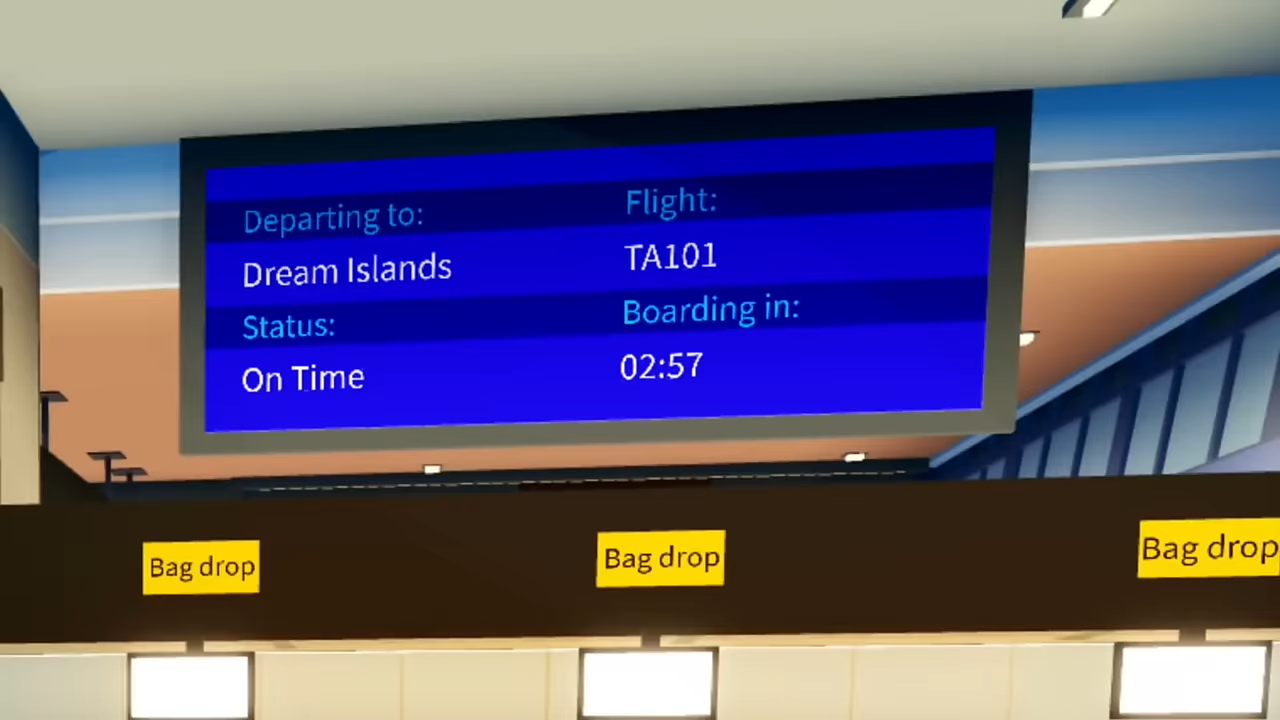 Departing to:
Flight:
Dream Islands
TA101
Status:
Boarding in:
On Time
02:57
Bag drop
Bag drop
Bag drop